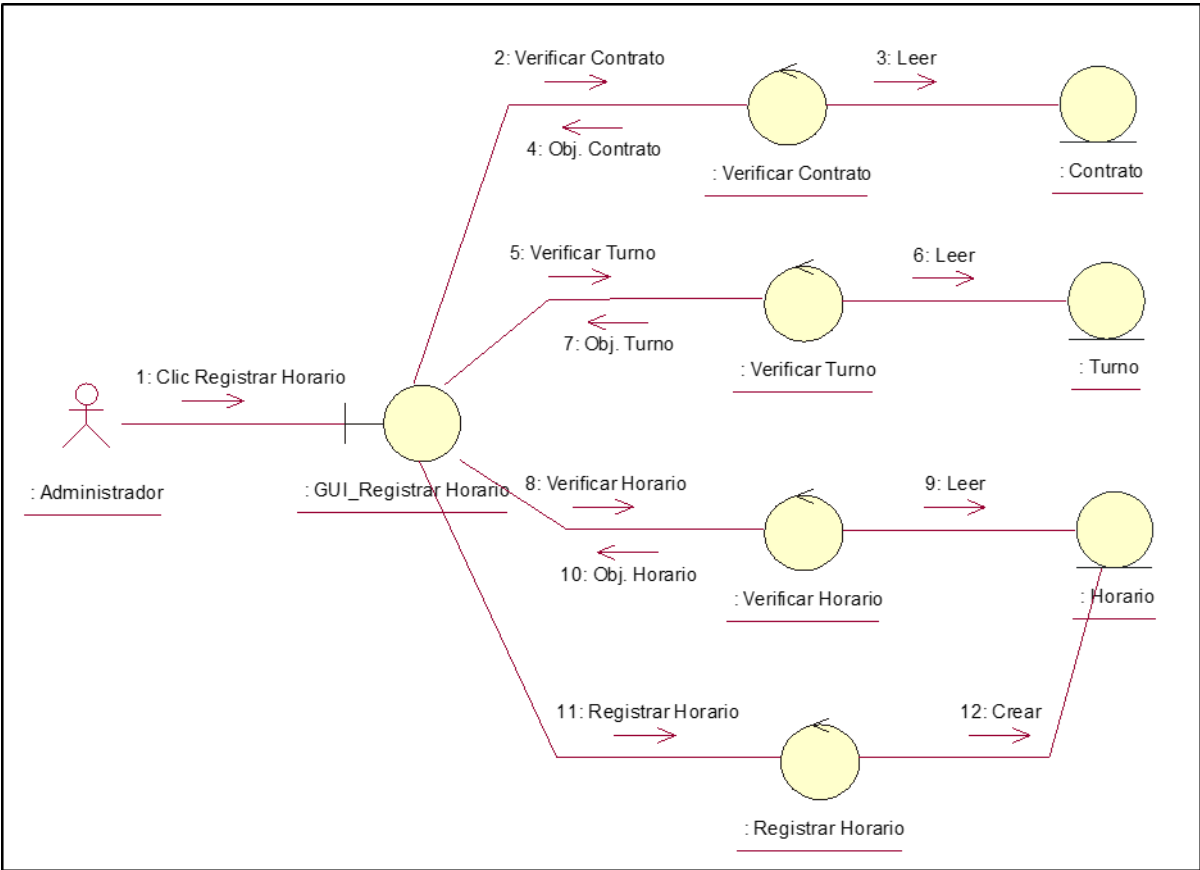 2: Verificar Contrato
3: Leer
4: Obj. Contrato
: Verificar Contrato
: Contrato
5: Verificar Turno
6: Leer
7: Obj. Turno
: Verificar Turno
: Turno
1: Clic Registrar Horario
: Administrador
: GUI_Registrar Horario
8: Verificar Horario
9: Leer
10: Obj. Horario
: Verificar Horario
: Horario
11: Registrar Horario
12: Crear
: Registrar Horario